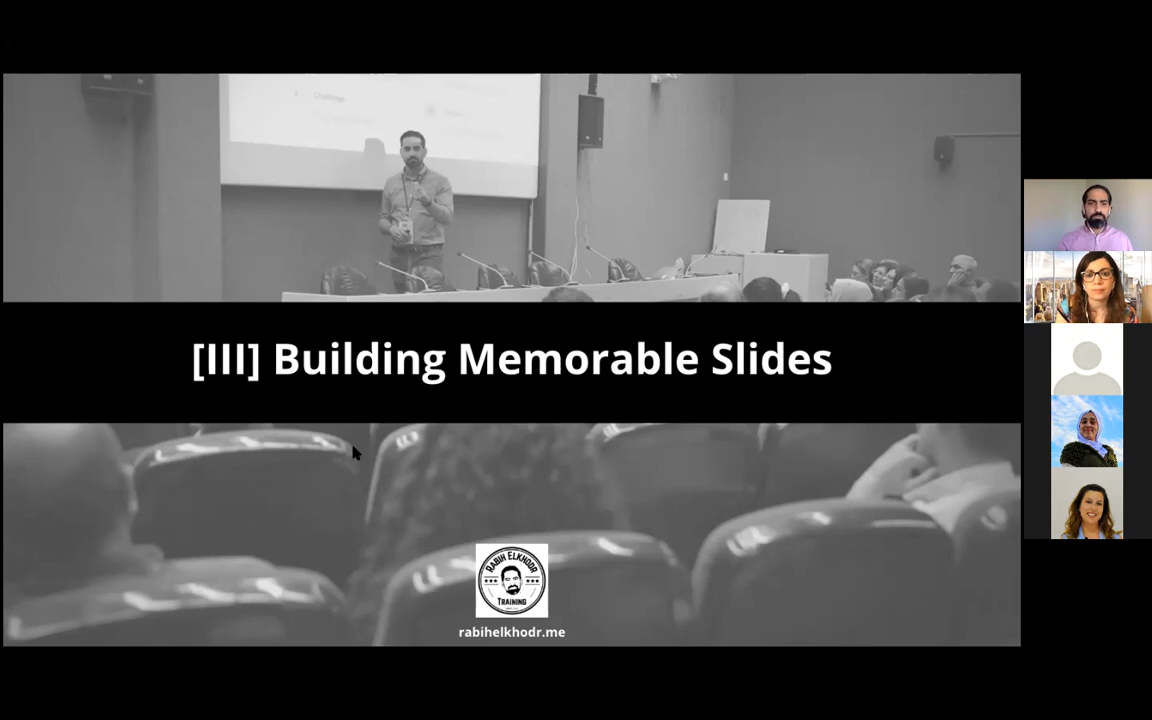 [III] Building Memorable Slides
RABIH ELKHODR
TRAINING
rabihelkhodr.me